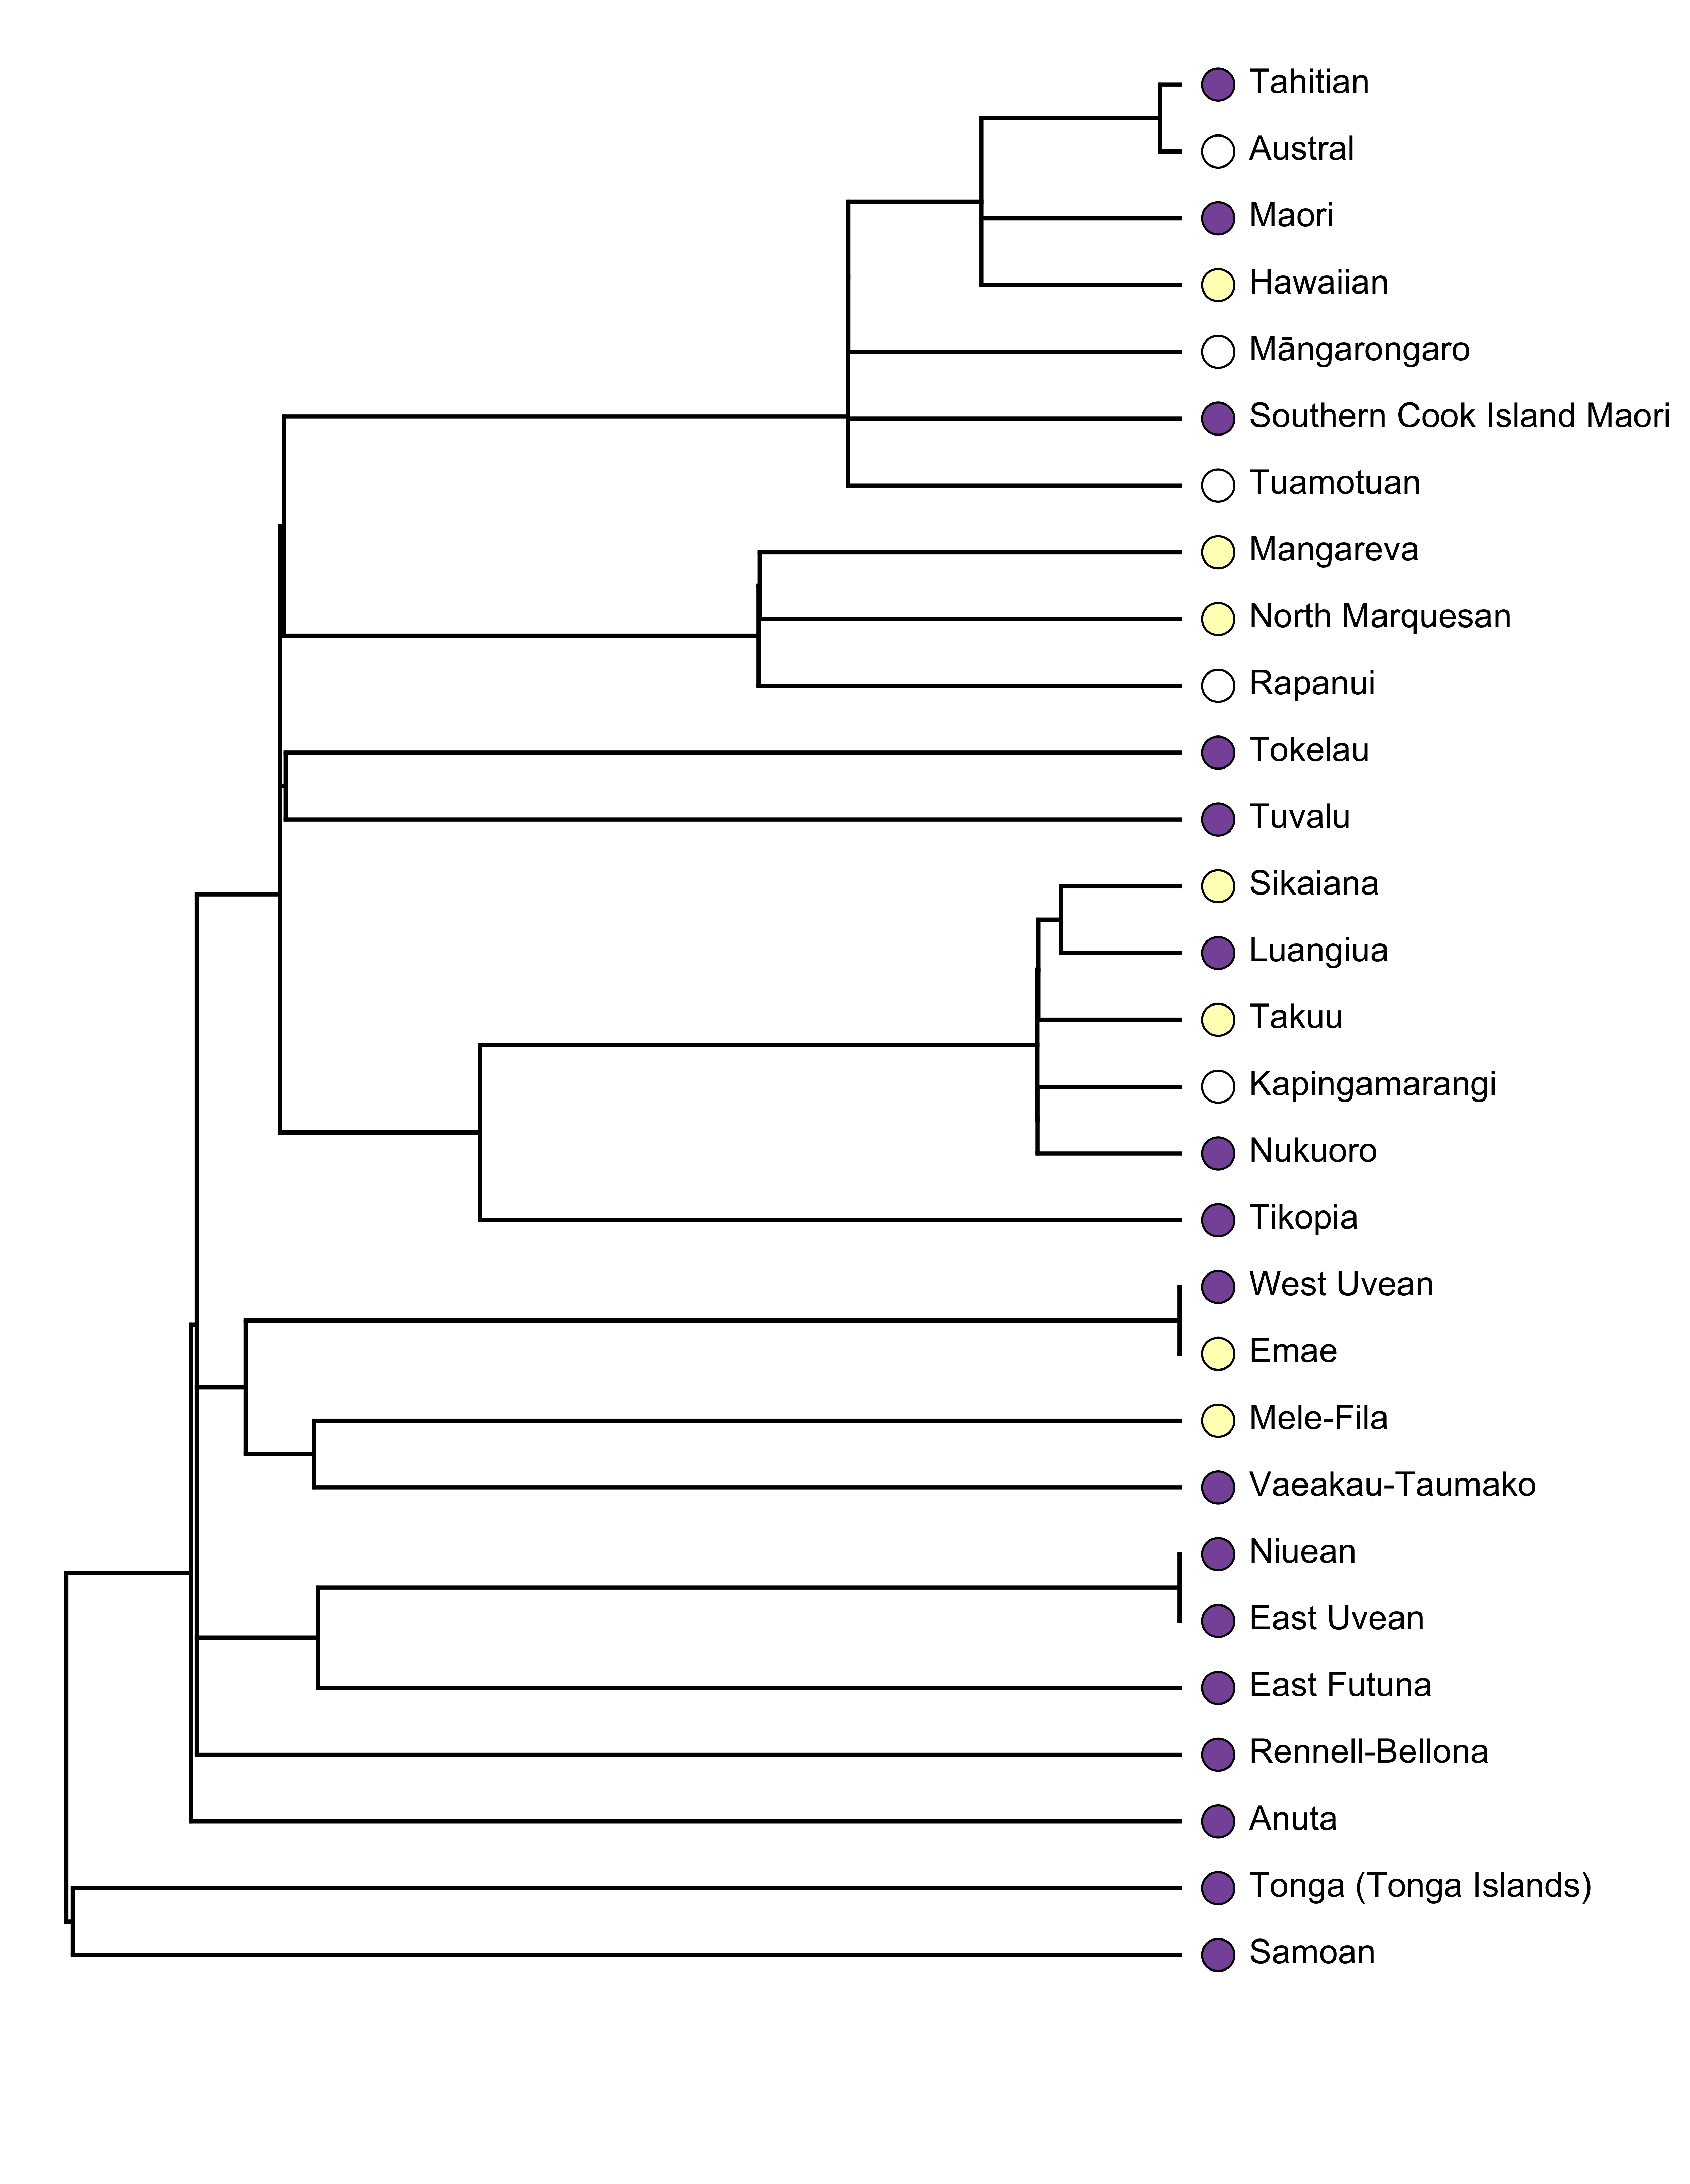 Tahitian
Austral
Maori
Hawaiian
Māngarongaro
Southern Cook Island Maori
Tuamotuan
Mangareva
North Marquesan
Rapanui
Tokelau
Tuvalu
Sikaiana
Luangiua
Takuu
Kapingamarangi
Nukuoro
Tikopia
West Uvean
Emae
Mele-Fila
Vaeakau-Taumako
Niuean
East Uvean
East Futuna
Rennell-Bellona
Anuta
Tonga (Tonga Islands)
Samoan